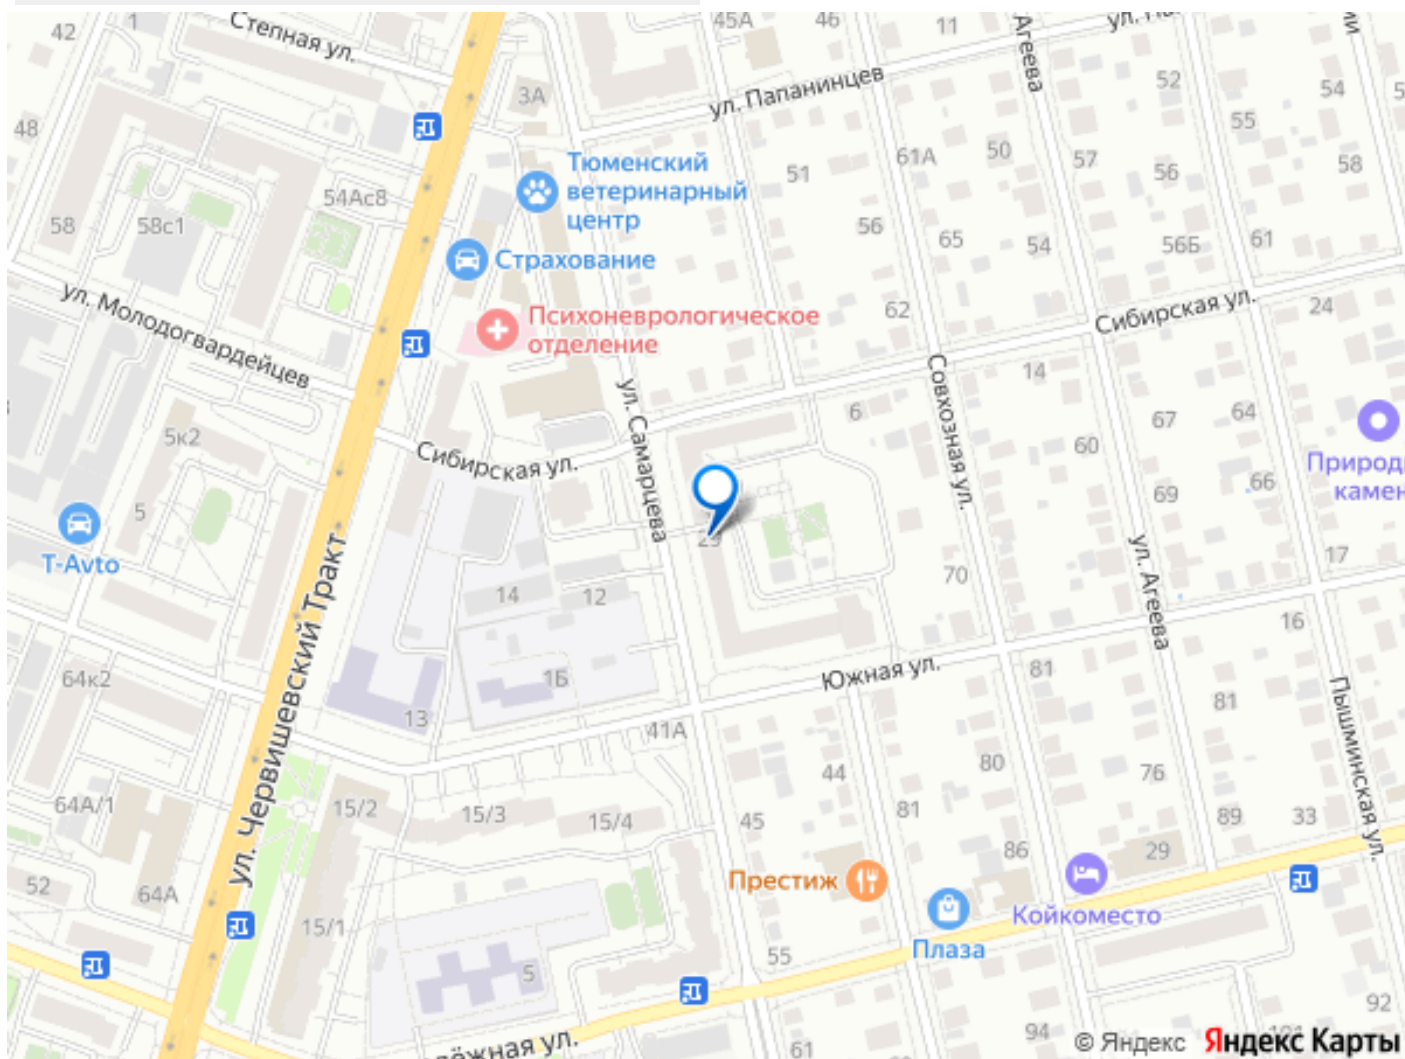 42
1
Степная ул.
45А
46
11
Агеева
ул.
3А
ул. Папанинцев
52
54
55
48
Тюменский
ветеринарный
центр
51
61А
50
57
56
58
54Ас8
58
58с1
56
65
54
56Б
61
Страхование
ул. Молодогвардейцев
Психоневрологическое
отделение
62
Сибирская ул.
24
14
ул. Самарцева
Совхозная ул.
6
5к2
67
64
60
Сибирская ул.
Природн
камен
66
69
5
T-Avto
17
ул. Агеева
70
14
12
16
ул. Червишевский Тракт
64к2
1Б
Южная ул.
81
81
13
41А
Пышминская ул.
44
80
76
64А/1
15/2
15/3
15/4
45
81
89
33
86
29
52
64А
Престиж
Койкоместо
15/1
Плаза
55
5
92
94
ёжная ул.
61
© Яндекс
Яндекс Карты